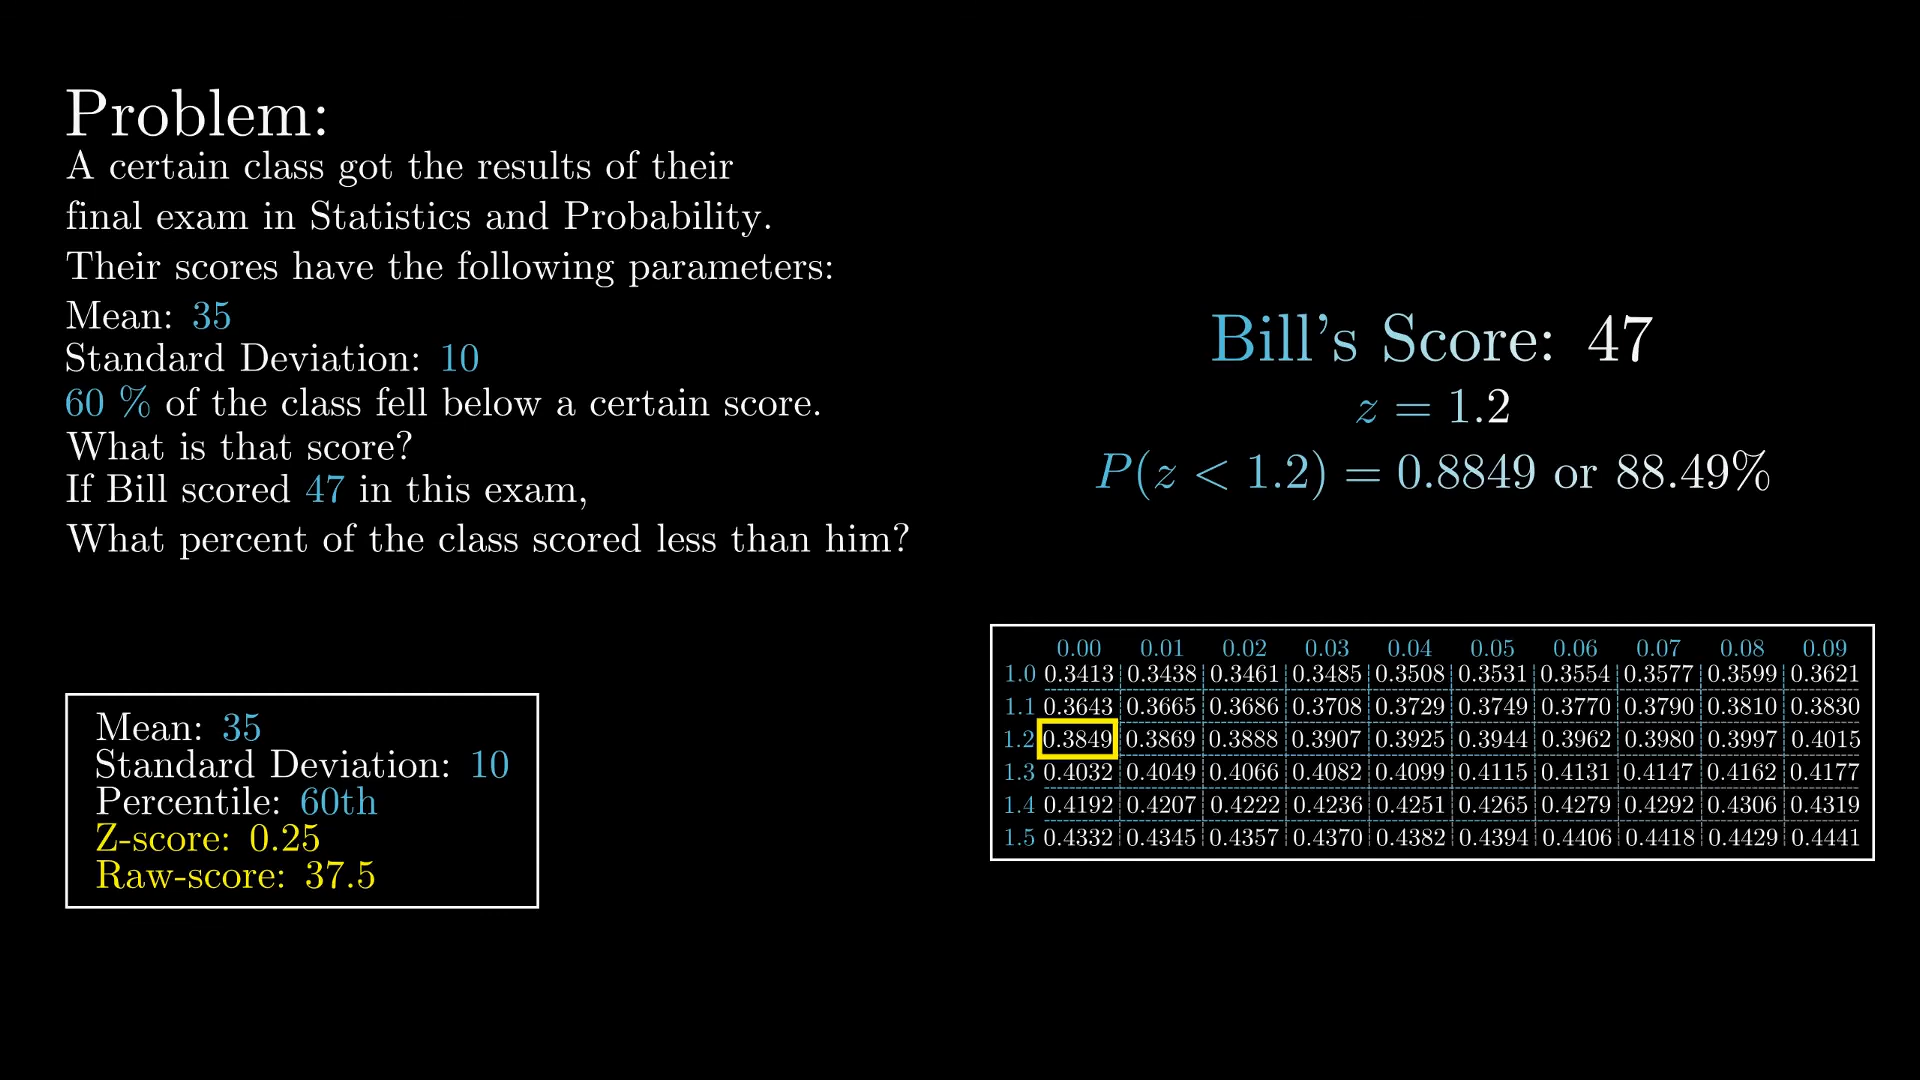 Problem:
A certain class got the results of their
final exam in Statistics and Probability.
Their scores have the following parameters:
Mean: 35
Standard Deviation: 10
60 % of the class fell below a certain score.
What is that score?
If Bill scored 47 in this exam,
What percent of the class scored less than him?
Mean: 35
Standard Deviation: 10
Percentile: 60th
Z-score: 0.25
Raw-score: 37.5
Bill's Score: 47
z = 1.2
P(z < 1.2) = 0.8849 or 88.49%
0.00 0.01 0.02 0.03 0.04 0.05 0.06 0.07 0.08 0.09
1.0 0.3413 0.3438 0.3461 0.3485 0.3508 0.3531 0.3554 0.3577 0.3599 0.3621
1.1 0.3643 0.3665 0.3686 0.3708 0.3729 0.3749 0.3770 0.3790 0.3810 0.3830
1.2 0.3849 0.3869 0.3888 0.3907 0.3925 0.3944 0.3962 0.3980 0.3997 0.4015
1.3 0.4032 0.4049 0.4066 0.4082 0.4099 0.4115 0.4131 0.4147 0.4162 0.4177
1.4 0.4192 0.4207 0.4222 0.4236 0.4251 0.4265 0.4279 0.4292 0.4306 0.4319
1.5 0.4332 0.4345 0.4357 0.4370 0.4382 0.4394 0.4406 0.4418 0.4429 0.4441